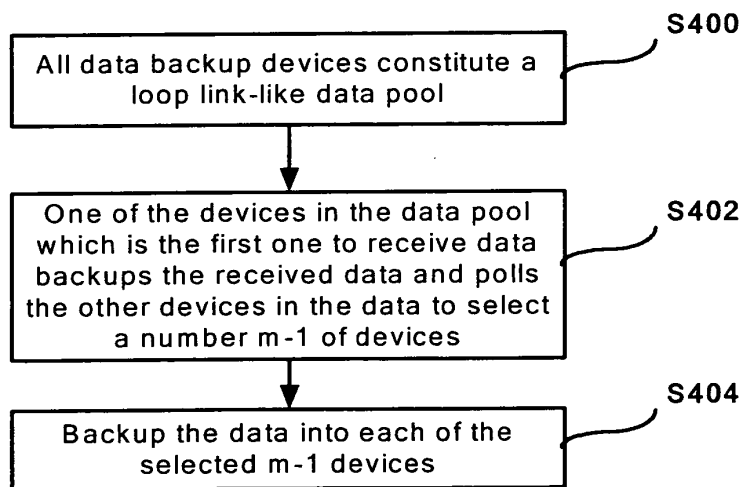 S400
All data backup devices constitute a
loop link-like data pool
S402
One of the devices in the data pool
which is the first one to receive data
backups the received data and polls
the other devices in the data to select
a number m-1 of devices
S404
Backup the data into each of the
selected m-1 devices